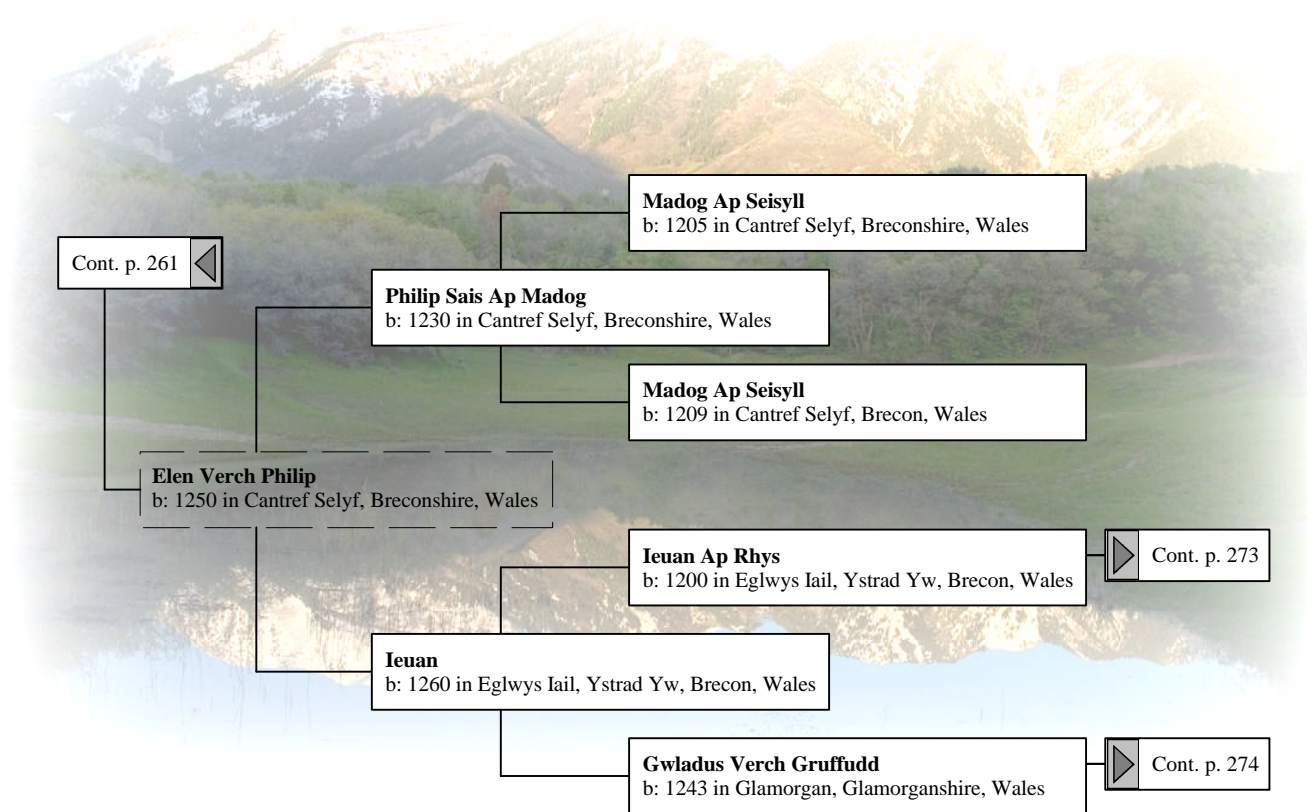 Madog Ap Seisyll
b: 1205 in Cantref Selyf, Breconshire, Wales
Cont. p. 261
Philip Sais Ap Madog
b: 1230 in Cantref Selyf, Breconshire, Wales
Madog Ap Seisyll
b: 1209 in Cantref Selyf, Brecon, Wales
Elen Verch Philip
b: 1250 in Cantref Selyf, Breconshire, Wales
Ieuan Ap Rhys
b: 1200 in Eglwys Iail, Ystrad Yw, Brecon, Wales
Cont. p. 273
Ieuan
b: 1260 in Eglwys Iail, Ystrad Yw, Brecon, Wales
Gwladus Verch Gruffudd
b: 1243 in Glamorgan, Glamorganshire, Wales
Cont. p. 274